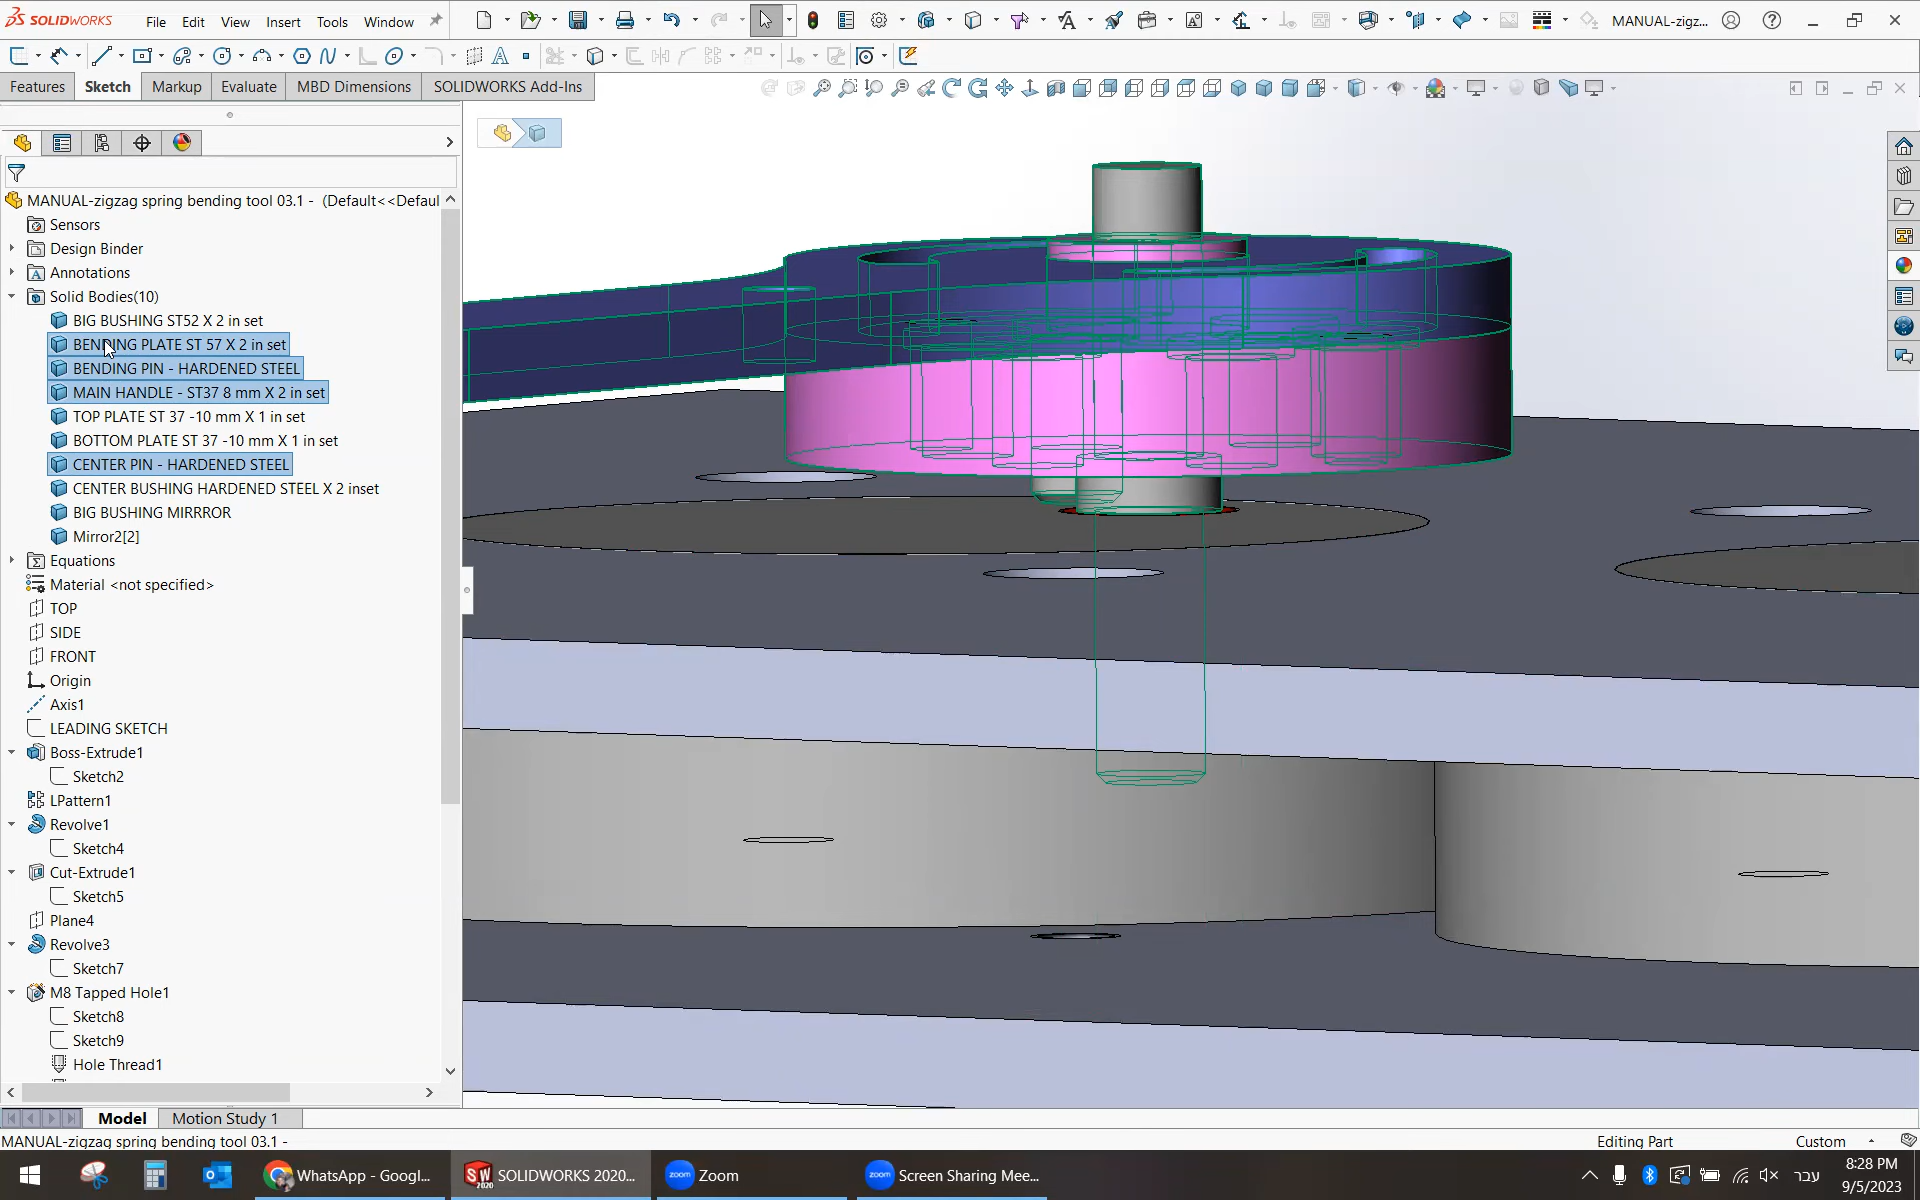 SOLIDWORKS File Edit View Insert Tools Window MANUAL-zigz...
Features Sketch Markup Evaluate MBD Dimensions SOLIDWORKS Add-Ins
MANUAL-zigzag spring bending tool 03.1 - (Default<<Defaul
Sensors
Design Binder
Annotations
Solid Bodies(10)
BIG BUSHING ST52 X 2 in set
BENDING PLATE ST 57 X 2 in set
BENDING PIN - HARDENED STEEL
MAIN HANDLE - ST37 8 mm X 2 in set
TOP PLATE ST 37 -10 mm X 1 in set
BOTTOM PLATE ST 37 -10 mm X 1 in set
CENTER PIN - HARDENED STEEL
CENTER BUSHING HARDENED STEEL X 2 inset
BIG BUSHING MIRRROR
Mirror2[2]
Equations
Material <not specified>
TOP
SIDE
FRONT
Origin
Axis1
LEADING SKETCH
Boss-Extrude1
Sketch2
LPattern1
Revolve1
Sketch4
Cut-Extrude1
Sketch5
Plane4
Revolve3
Sketch7
M8 Tapped Hole1
Sketch8
Sketch9
Hole Thread1
Model Motion Study 1
MANUAL-zigzag spring bending tool 03.1 - Editing Part Custom
WhatsApp - Googl... SOLIDWORKS 2020... zoom Zoom zoom Screen Sharing Mee... עבר 8:28 PM
9/5/2023